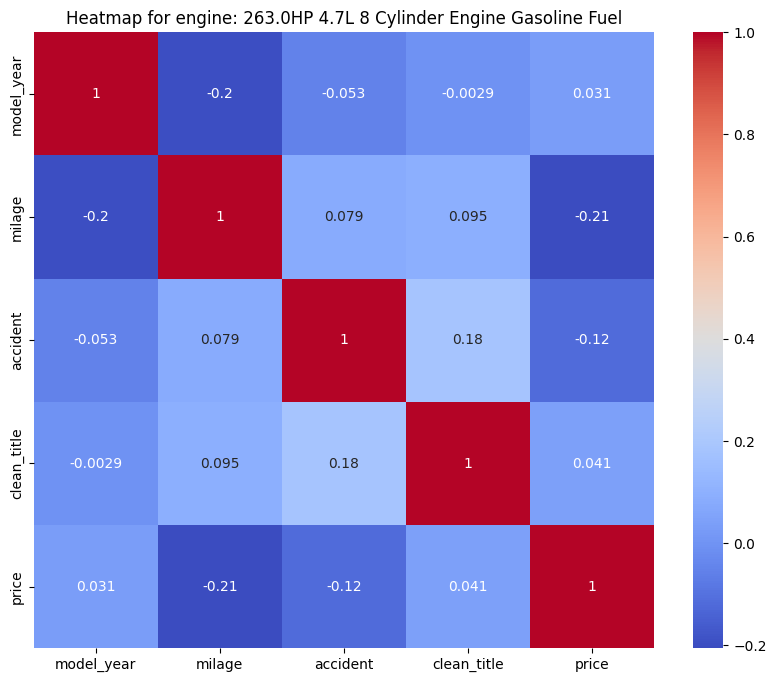 Heatmap for engine: 263.0HP 4.7L 8 Cylinder Engine Gasoline Fuel
model_year 1 -0.2 -0.053 -0.0029 0.031
milage -0.2 1 0.079 0.095 -0.21
accident -0.053 0.079 1 0.18 -0.12
clean_title -0.0029 0.095 0.18 1 0.041
price 0.031 -0.21 -0.12 0.041 1
model_year milage accident clean_title price
1.0
0.8
0.6
0.4
0.2
0.0
−0.2